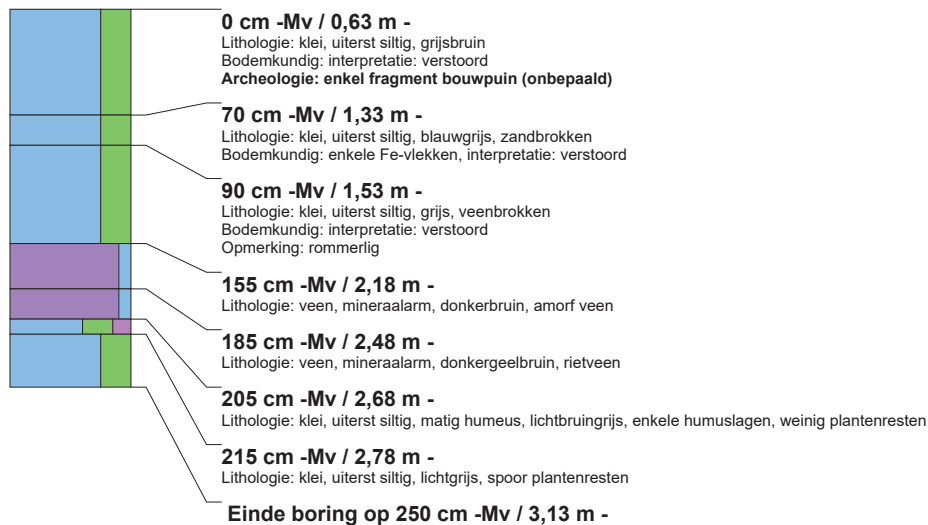 0 cm -Mv / 0,63 m -
Lithologie: klei, uiterst siltig, grijsbruin
Bodemkundig: interpretatie: verstoord
Archeologie: enkel fragment bouwpuin (onbepaald)
70 cm -Mv / 1,33 m -
Lithologie: klei, uiterst siltig, blauwgrijs, zandbrokken
Bodemkundig: enkele Fe-vlekken, interpretatie: verstoord
90 cm -Mv / 1,53 m -
Lithologie: klei, uiterst siltig, grijs, veenbrokken
Bodemkundig: interpretatie: verstoord
Opmerking: rommerlig
155 cm -Mv / 2,18 m -
Lithologie: veen, mineraalarm, donkerbruin, amorf veen
185 cm -Mv / 2,48 m -
Lithologie: veen, mineraalarm, donkergeelbruin, rietveen
205 cm -Mv / 2,68 m -
Lithologie: klei, uiterst siltig, matig humeus, lichtbruingrijs, enkele humuslagen, weinig plantenresten
215 cm -Mv / 2,78 m -
Lithologie: klei, uiterst siltig, lichtgrijs, spoor plantenresten
Einde boring op 250 cm -Mv / 3,13 m -